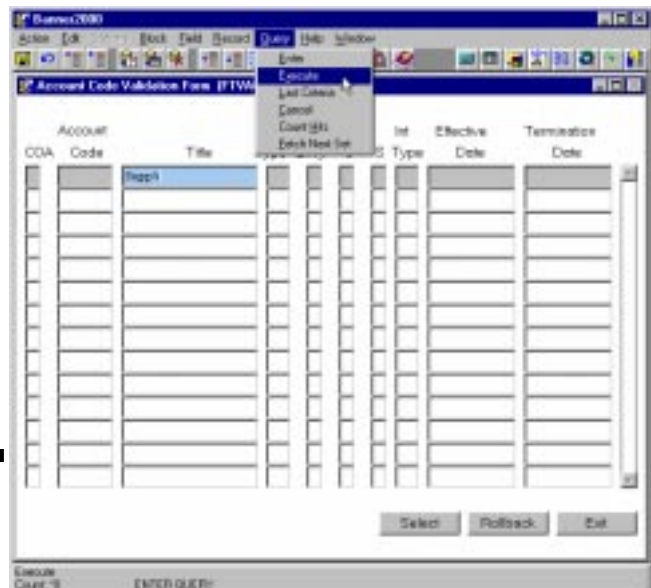 Banner2000
Action Edit Block Field Record Query Help Window
Enter
Execute
Last Criteria
Cancel
Count Hits
Fetch Next Set
Account Code Validation Form
Account Int Effective Termination
COA Code Title S Type Date Date
Select Rollback Exit
Execute
Count *0 ENTER QUERY